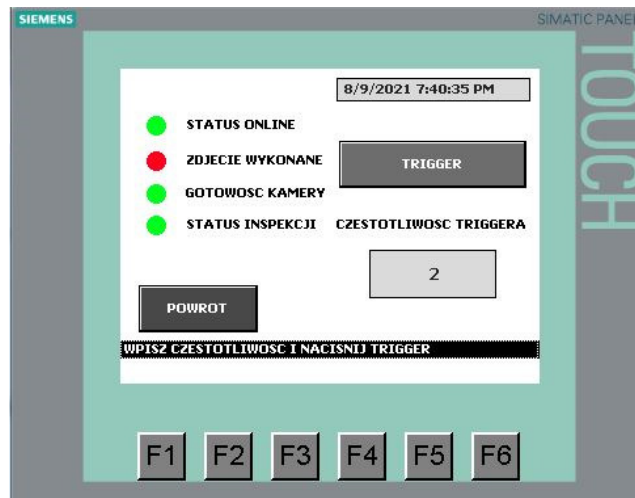 SIEMENS
SIMATIC PANEL
TOUCH
8/9/2021 7:40:35 PM
STATUS ONLINE
ZDJECIE WYKONANE
TRIGGER
GOTOWOSC KAMERY
STATUS INSPEKCJI
CZESTOTLIWOSC TRIGGERA
2
POWROT
WPISZ CZESTOTLIWOSC I NACISNIJ TRIGGER
F1 F2 F3 F4 F5 F6